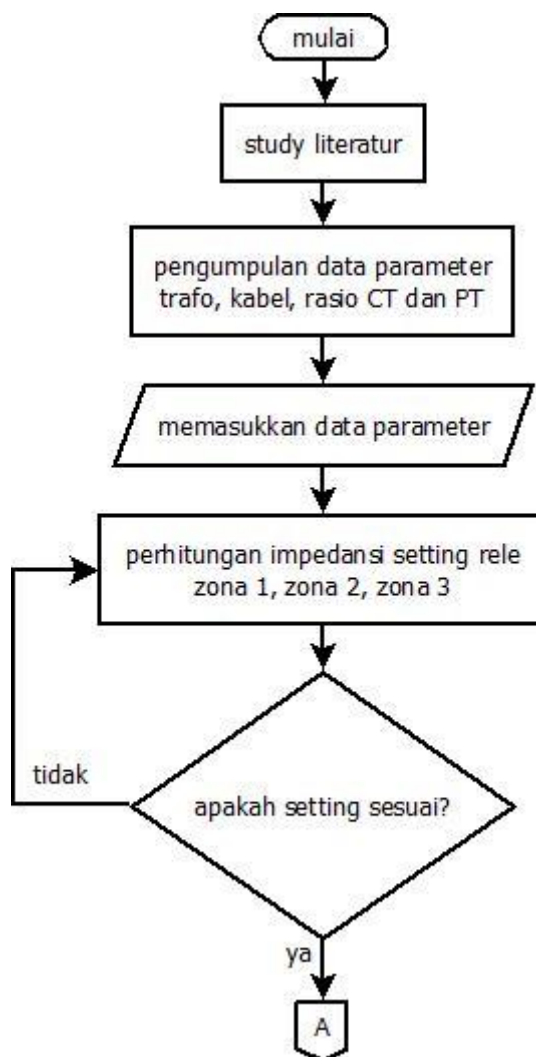 mulai
study literatur
pengumpulan data parameter
trafo, kabel, rasio CT dan PT
memasukkan data parameter
perhitungan impedansi setting rele
zona 1, zona 2, zona 3
tidak
apakah setting sesuai?
ya
A